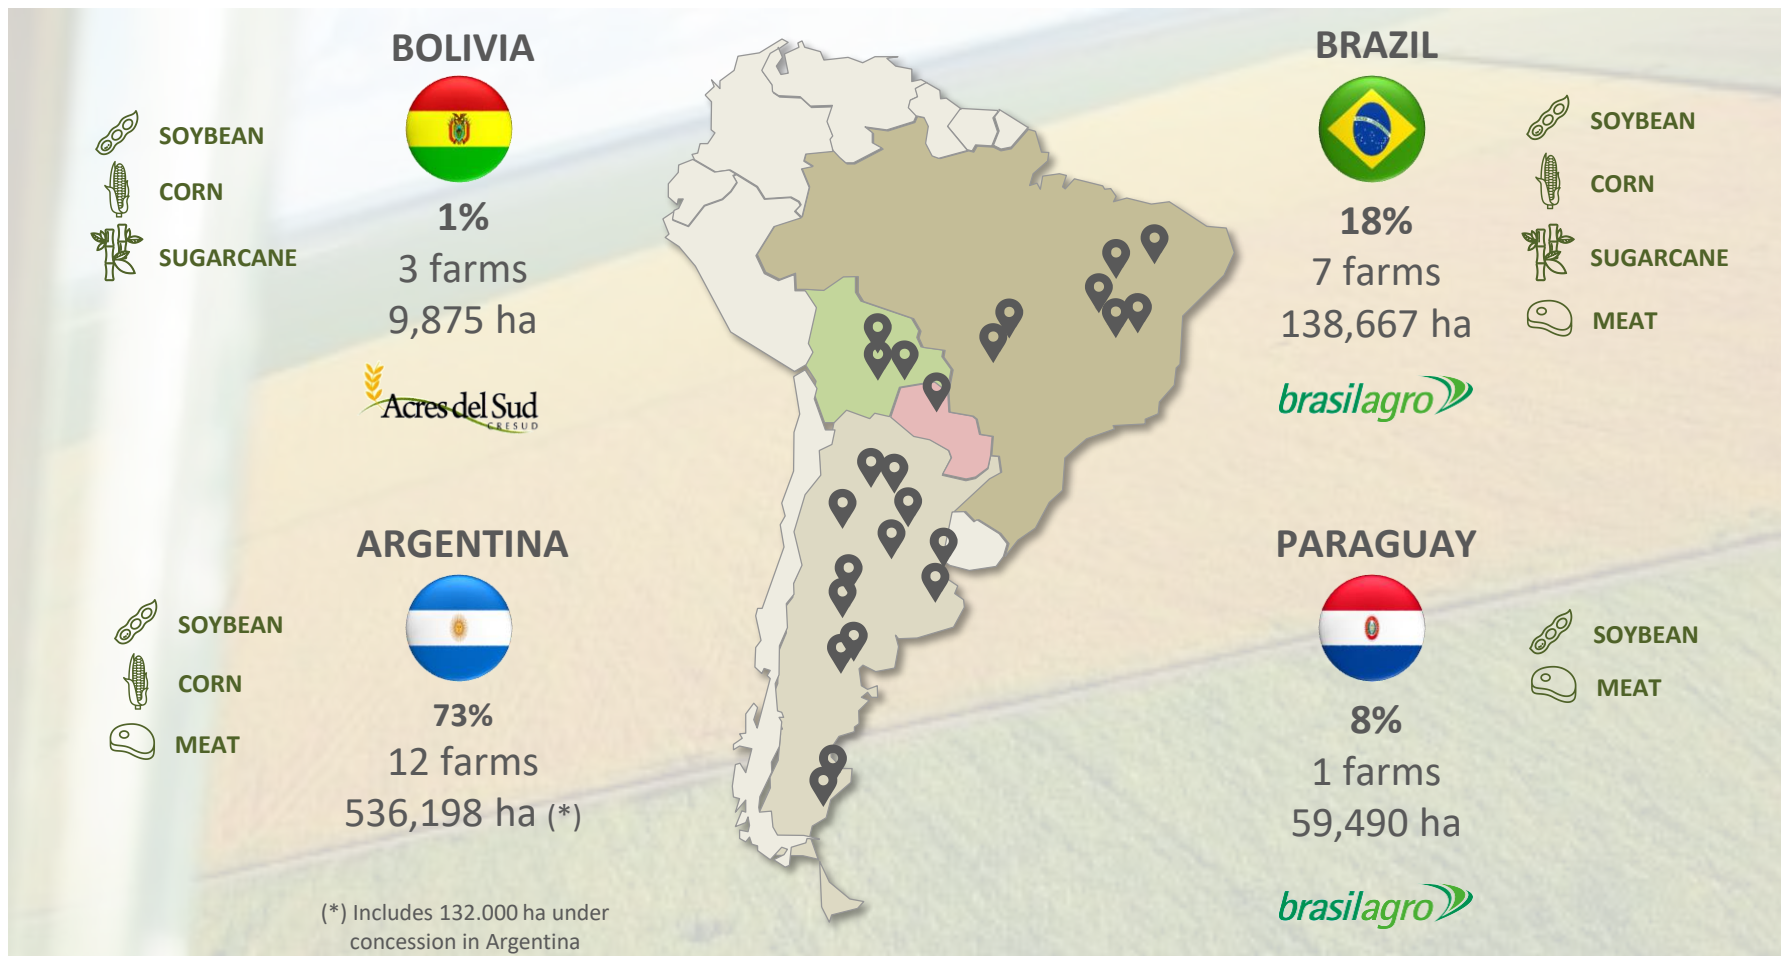 BOLIVIA
SOYBEAN
CORN
SUGARCANE
1%
3 farms
9,875 ha
Acres del Sud
CRESUD
BRAZIL
SOYBEAN
CORN
SUGARCANE
MEAT
18%
7 farms
138,667 ha
brasilagro
ARGENTINA
SOYBEAN
CORN
MEAT
73%
12 farms
536,198 ha (*)
(*) Includes 132.000 ha under
concession in Argentina
PARAGUAY
SOYBEAN
MEAT
8%
1 farms
59,490 ha
brasilagro